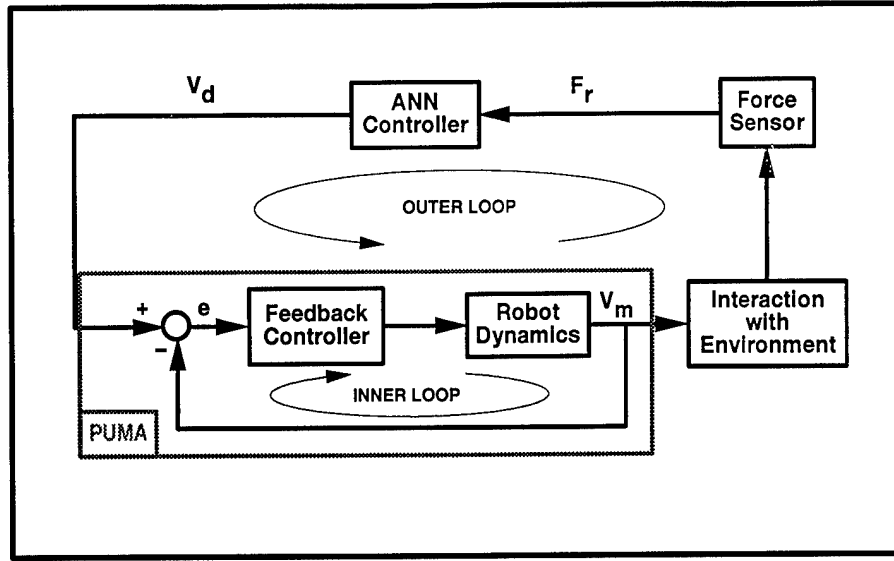 V_d
ANN
Controller
F_r
Force
Sensor
OUTER LOOP
+
e
Feedback
Controller
Robot
Dynamics
V_m
Interaction
with
Environment
−
INNER LOOP
PUMA